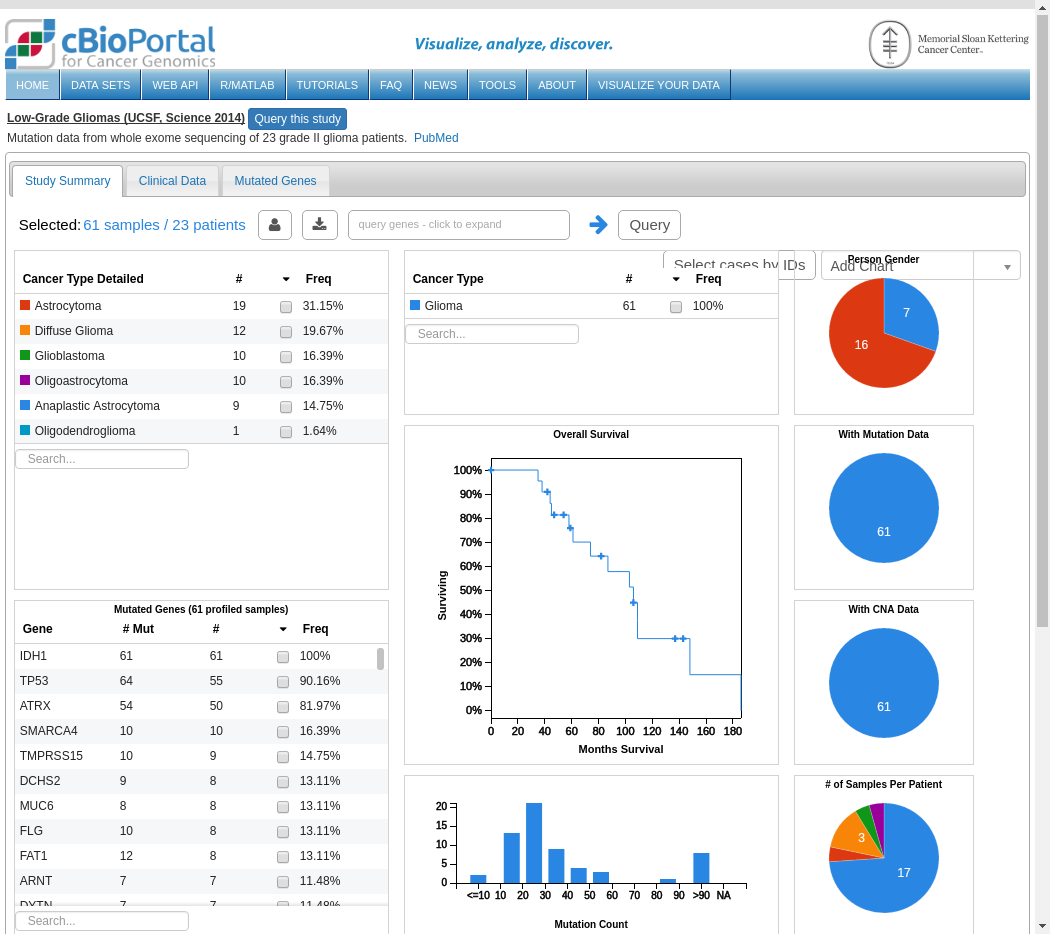 cBioPortal
for Cancer Genomics
Visualize, analyze, discover.
Memorial Sloan Kettering
Cancer Center
HOME DATA SETS WEB API R/MATLAB TUTORIALS FAQ NEWS TOOLS ABOUT VISUALIZE YOUR DATA
Low-Grade Gliomas (UCSF, Science 2014) Query this study
Mutation data from whole exome sequencing of 23 grade II glioma patients. PubMed
Study Summary Clinical Data Mutated Genes
Selected: 61 samples / 23 patients query genes - click to expand Query
Select cases by IDs Add Chart
Cancer Type Detailed # Freq
Astrocytoma 19 31.15%
Diffuse Glioma 12 19.67%
Glioblastoma 10 16.39%
Oligoastrocytoma 10 16.39%
Anaplastic Astrocytoma 9 14.75%
Oligodendroglioma 1 1.64%
Search...
Cancer Type # Freq
Glioma 61 100%
Search...
Person Gender
7
16
Overall Survival
100%
90%
80%
70%
60%
50%
40%
30%
20%
10%
0%
Surviving
0 20 40 60 80 100 120 140 160 180
Months Survival
With Mutation Data
61
With CNA Data
61
Mutated Genes (61 profiled samples)
Gene # Mut # Freq
IDH1 61 61 100%
TP53 64 55 90.16%
ATRX 54 50 81.97%
SMARCA4 10 10 16.39%
TMPRSS15 10 9 14.75%
DCHS2 9 8 13.11%
MUC6 8 8 13.11%
FLG 10 8 13.11%
FAT1 12 8 13.11%
ARNT 7 7 11.48%
DYTN 7 7 11.48%
Search...
20
15
10
5
0
<=10 10 20 30 40 50 60 70 80 90 >90 NA
Mutation Count
# of Samples Per Patient
3
17